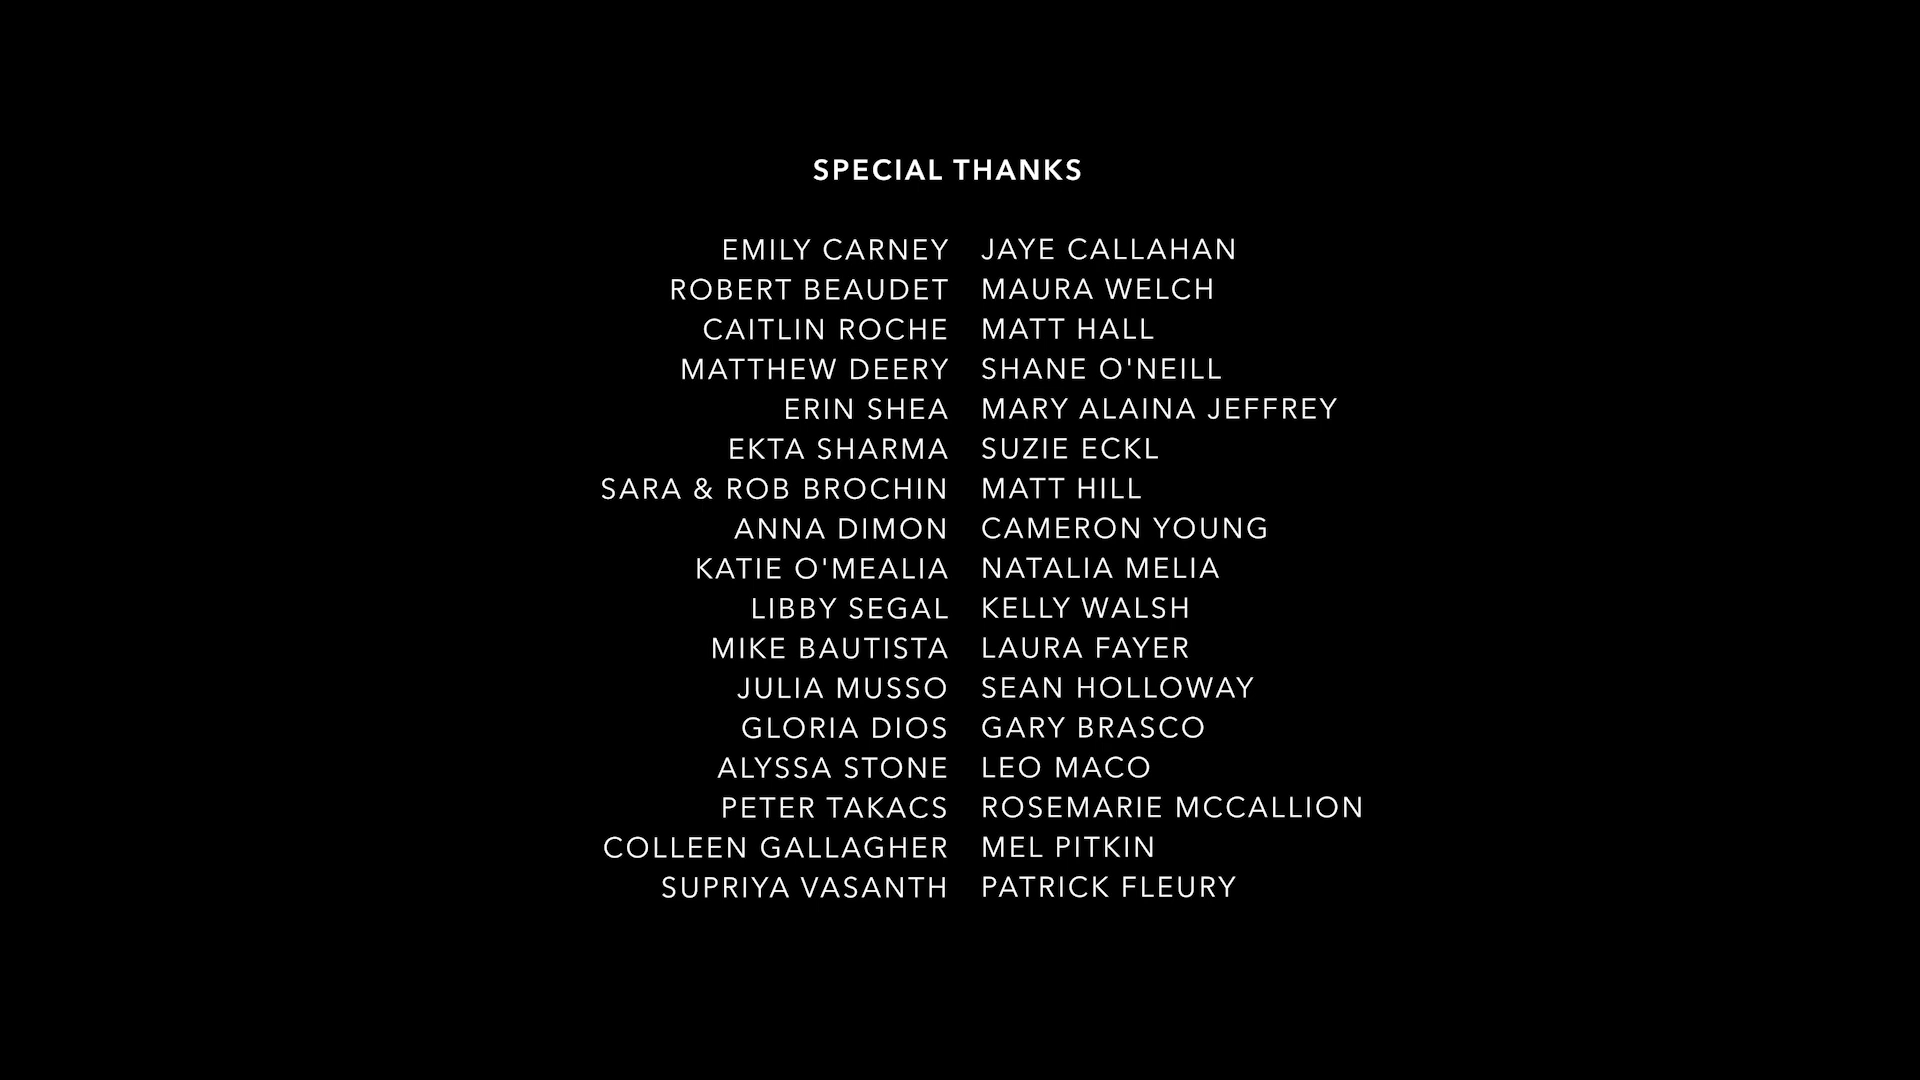 SPECIAL THANKS
EMILY CARNEY JAYE CALLAHAN
ROBERT BEAUDET MAURA WELCH
CAITLIN ROCHE MATT HALL
MATTHEW DEERY SHANE O'NEILL
ERIN SHEA MARY ALAINA JEFFREY
EKTA SHARMA SUZIE ECKL
SARA & ROB BROCHIN MATT HILL
ANNA DIMON CAMERON YOUNG
KATIE O'MEALIA NATALIA MELIA
LIBBY SEGAL KELLY WALSH
MIKE BAUTISTA LAURA FAYER
JULIA MUSSO SEAN HOLLOWAY
GLORIA DIOS GARY BRASCO
ALYSSA STONE LEO MACO
PETER TAKACS ROSEMARIE MCCALLION
COLLEEN GALLAGHER MEL PITKIN
SUPRIYA VASANTH PATRICK FLEURY